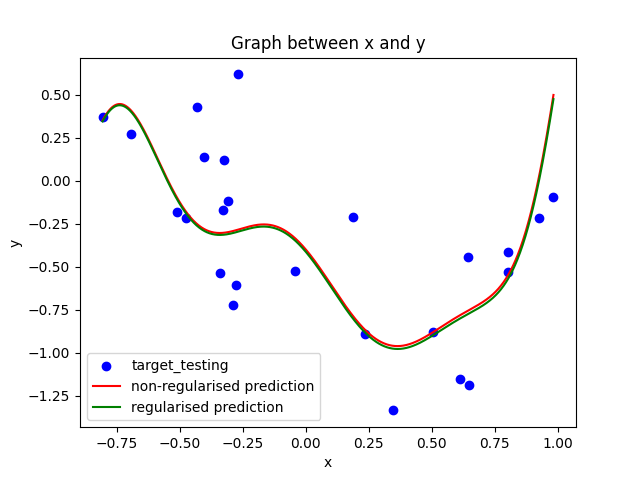 Graph between x and y
0.50
0.25
0.00
−0.25
−0.50
−0.75
−1.00
−1.25
y
target_testing
non-regularised prediction
regularised prediction
−0.75 −0.50 −0.25 0.00 0.25 0.50 0.75 1.00
x